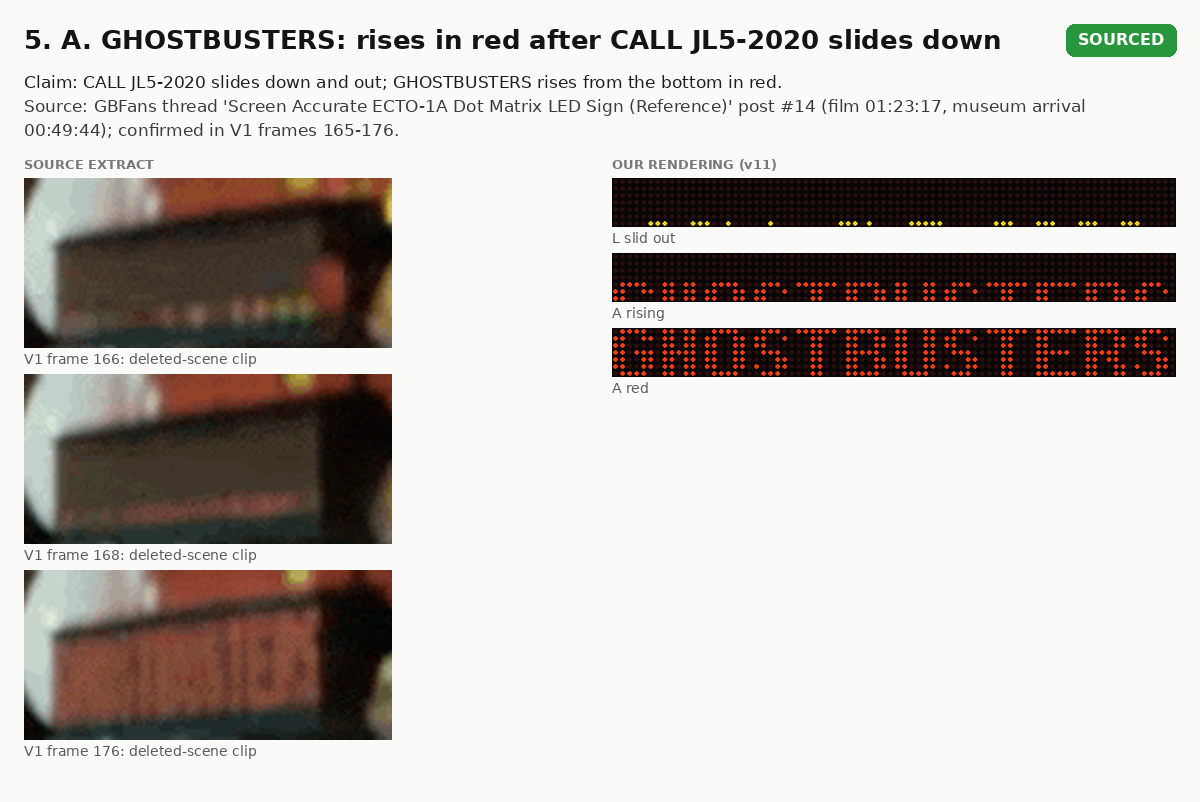 5. A. GHOSTBUSTERS: rises in red after CALL JL5-2020 slides down
SOURCED
Claim: CALL JL5-2020 slides down and out; GHOSTBUSTERS rises from the bottom in red.
Source: GBFans thread 'Screen Accurate ECTO-1A Dot Matrix LED Sign (Reference)' post #14 (film 01:23:17, museum arrival
00:49:44); confirmed in V1 frames 165-176.
SOURCE EXTRACT
V1 frame 166: deleted-scene clip
V1 frame 168: deleted-scene clip
V1 frame 176: deleted-scene clip
OUR RENDERING (v11)
L slid out
A rising
GHOSTBUSTERS
A red